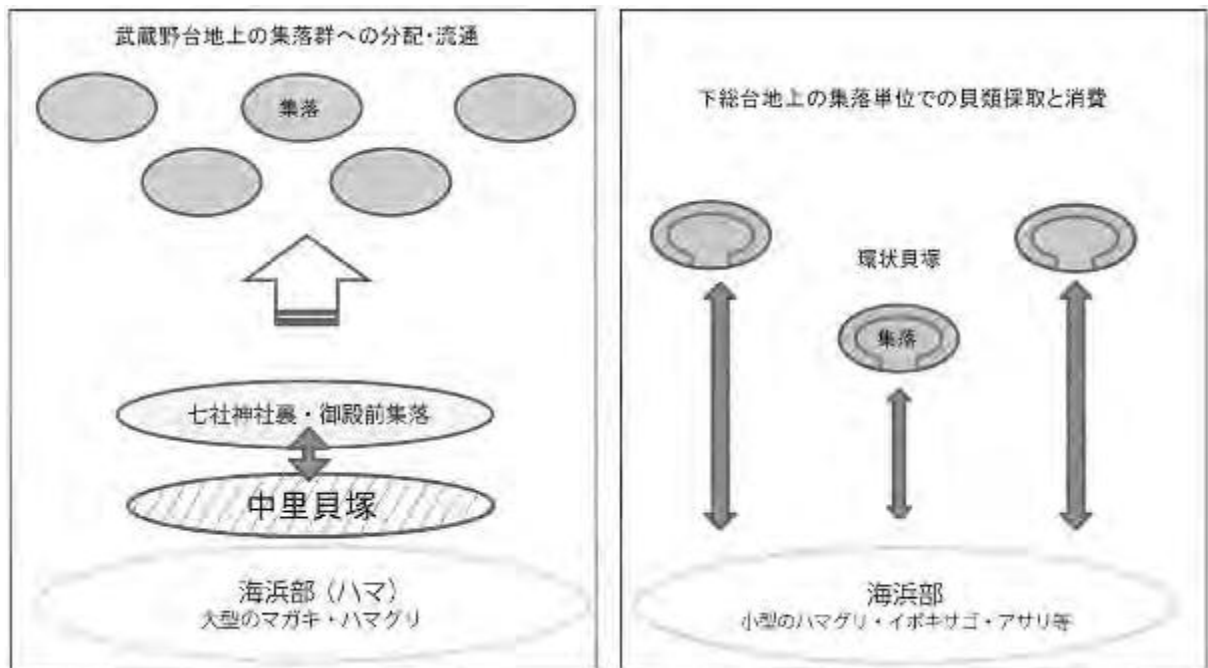 武蔵野台地上の集落群への分配・流通
集落
七社神社裏・御殿前集落
中里貝塚
海浜部（ハマ）
大型のマガキ・ハマグリ
下総台地上の集落単位での貝類採取と消費
環状貝塚
集落
海浜部
小型のハマグリ・イボキサゴ・アサリ等